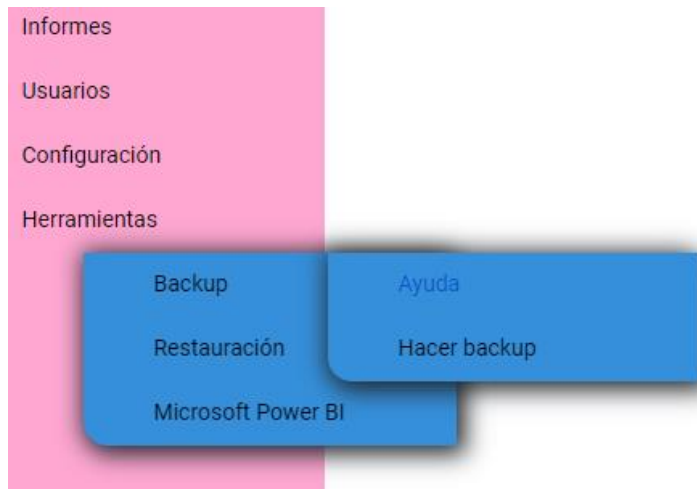 Informes
Usuarios
Configuración
Herramientas
Backup
Restauración
Microsoft Power BI
Ayuda
Hacer backup